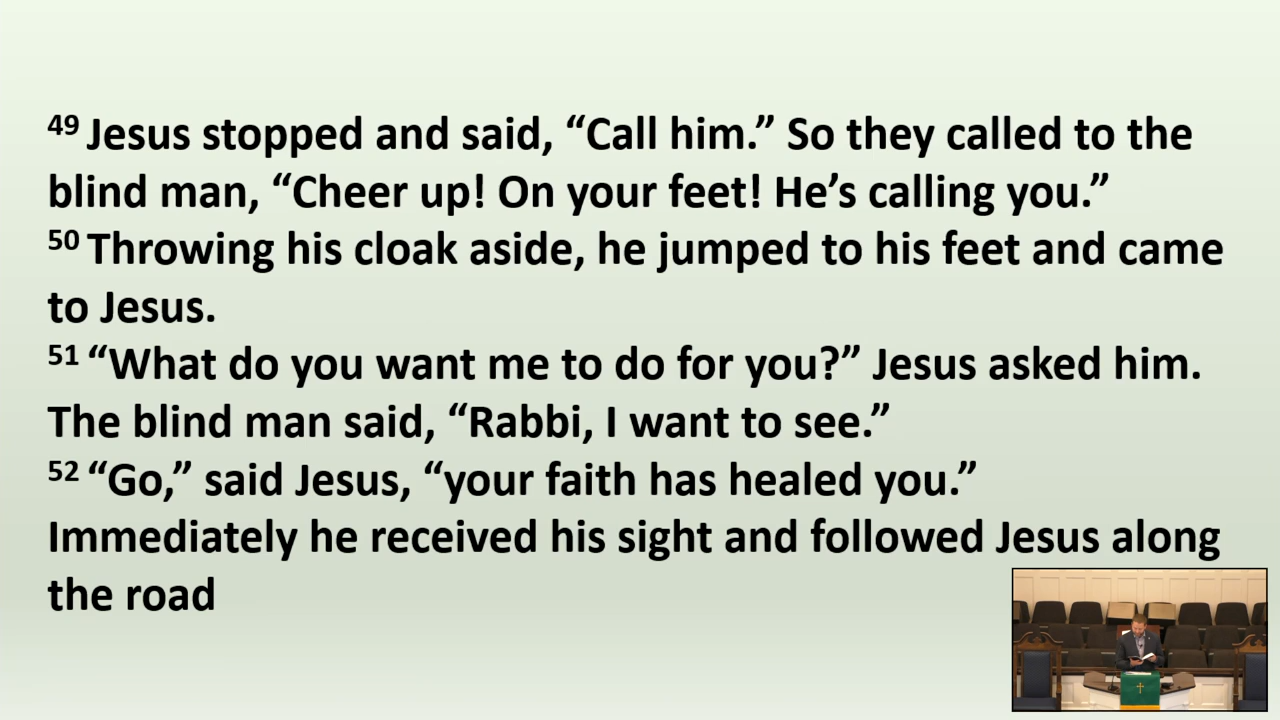 49 Jesus stopped and said, “Call him.” So they called to the
blind man, “Cheer up! On your feet! He’s calling you.”
50 Throwing his cloak aside, he jumped to his feet and came
to Jesus.
51 “What do you want me to do for you?” Jesus asked him.
The blind man said, “Rabbi, I want to see.”
52 “Go,” said Jesus, “your faith has healed you.”
Immediately he received his sight and followed Jesus along
the road